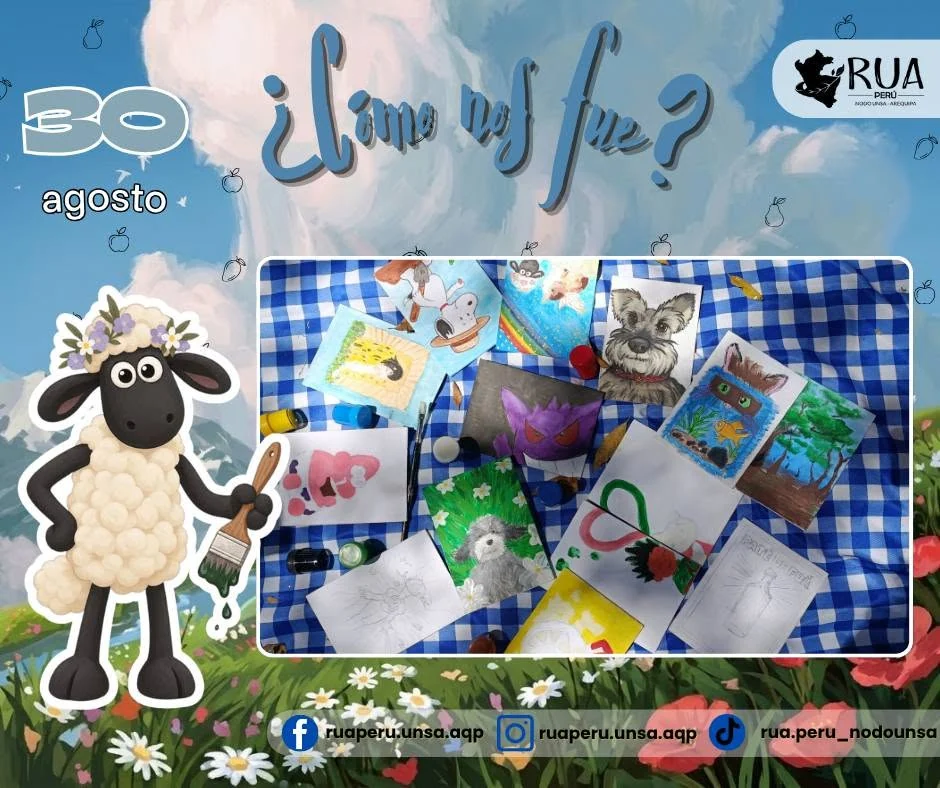 ¿Cómo nos fue?
RUA
PERÚ
NODO UNSA - AREQUIPA
30
agosto
ruaperu.unsa.aqp
ruaperu.unsa.aqp
rua.peru_nodounsa